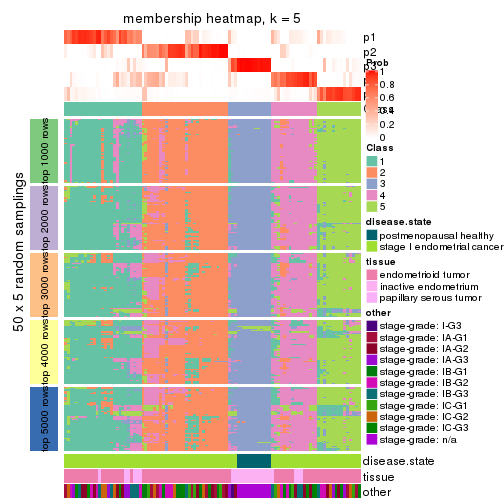 membership heatmap, k = 5
p1
p2
p3
Prob
1
0.8
0.6
0.4
0.2
0
Class
1
2
3
4
5
disease.state
postmenopausal healthy
stage I endometrial cancer
tissue
endometrioid tumor
inactive endometrium
papillary serous tumor
other
stage-grade: I-G3
stage-grade: IA-G1
stage-grade: IA-G2
stage-grade: IA-G3
stage-grade: IB-G1
stage-grade: IB-G2
stage-grade: IB-G3
stage-grade: IC-G1
stage-grade: IC-G2
stage-grade: IC-G3
stage-grade: n/a
50 x 5 random samplings
top 1000 rows
top 2000 rows
top 3000 rows
top 4000 rows
top 5000 rows
disease.state
tissue
other